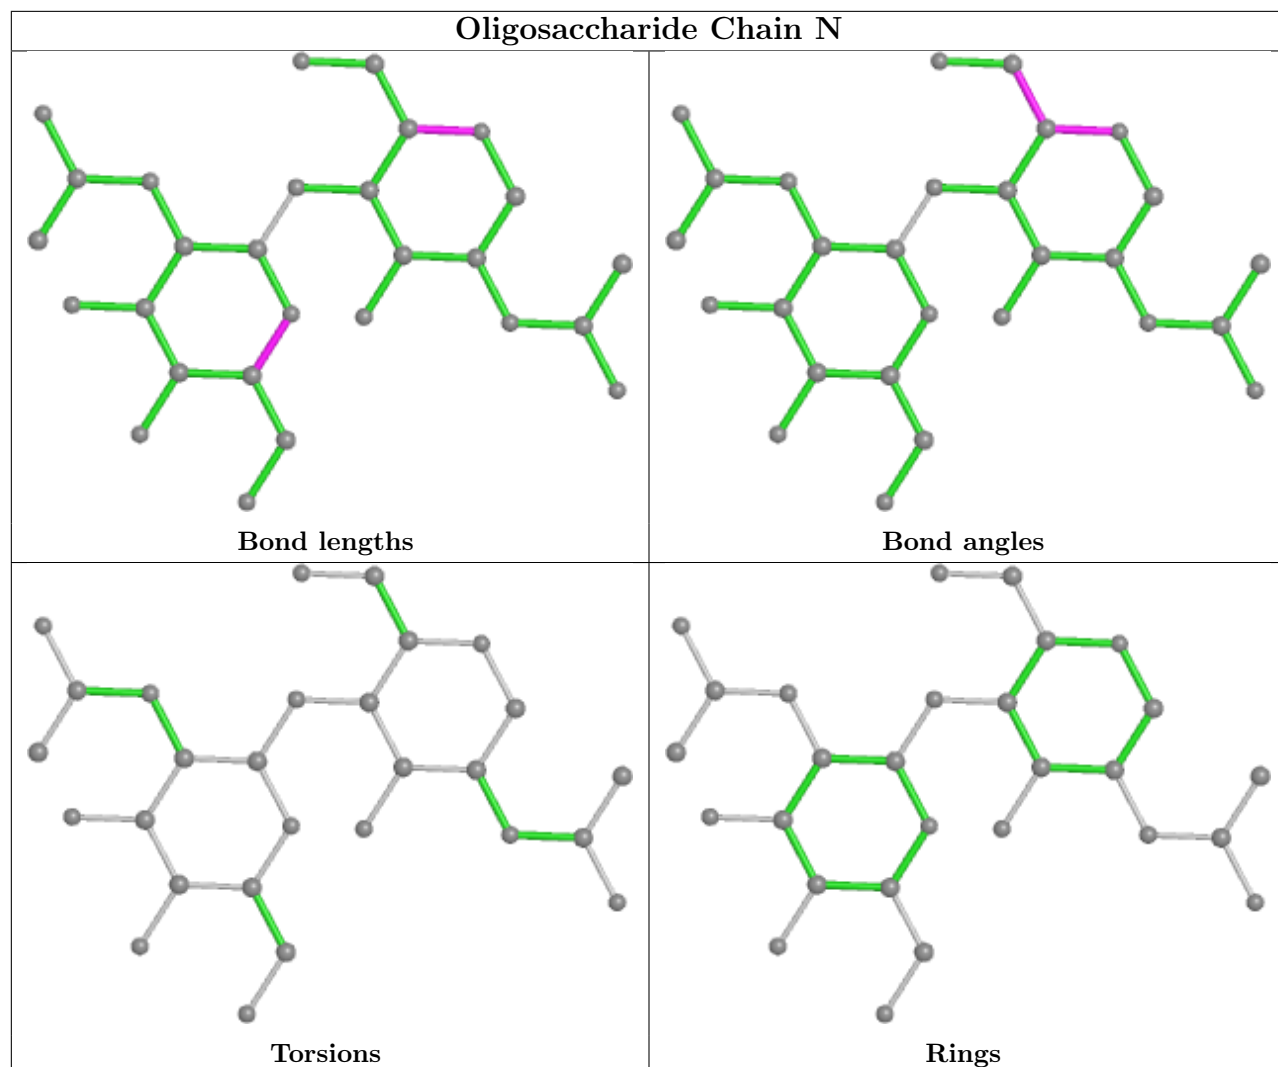 Oligosaccharide Chain N
Bond lengths
Bond angles
Torsions
Rings